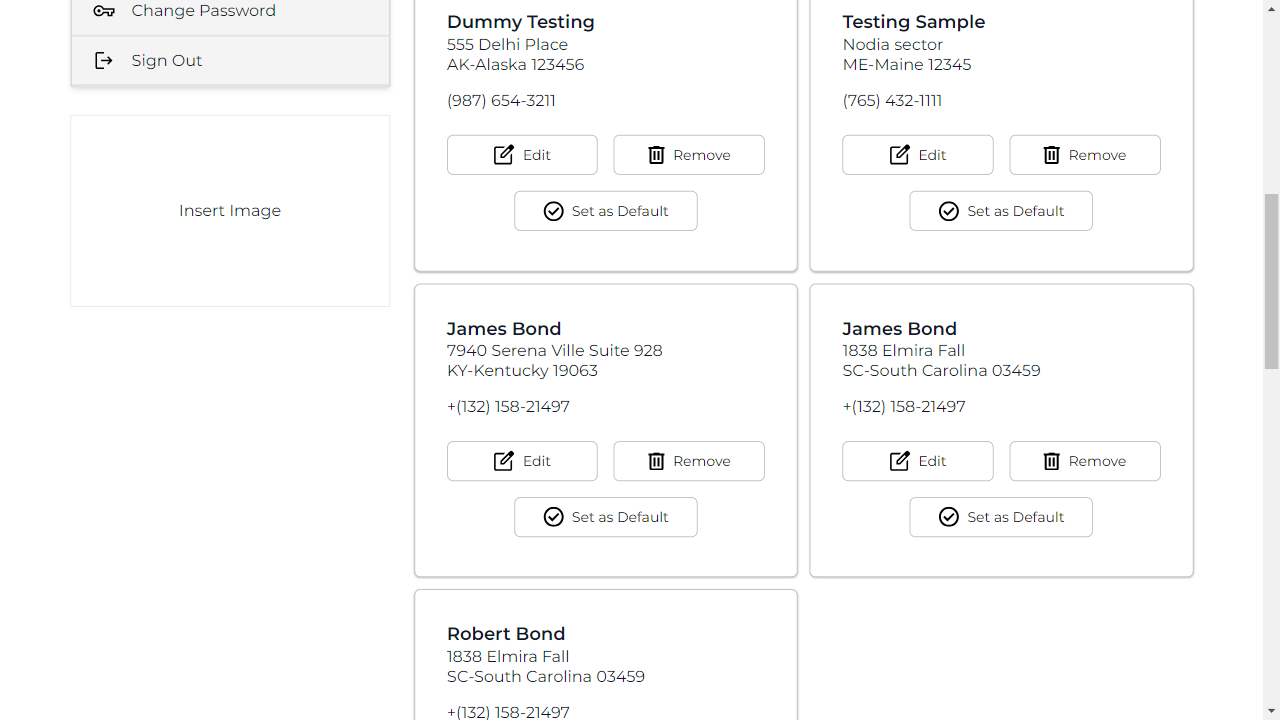 Change Password
Sign Out
Insert Image
Dummy Testing
555 Delhi Place
AK-Alaska 123456
(987) 654-3211
Edit
Remove
Set as Default
Testing Sample
Nodia sector
ME-Maine 12345
(765) 432-1111
Edit
Remove
Set as Default
James Bond
7940 Serena Ville Suite 928
KY-Kentucky 19063
+(132) 158-21497
Edit
Remove
Set as Default
James Bond
1838 Elmira Fall
SC-South Carolina 03459
+(132) 158-21497
Edit
Remove
Set as Default
Robert Bond
1838 Elmira Fall
SC-South Carolina 03459
+(132) 158-21497